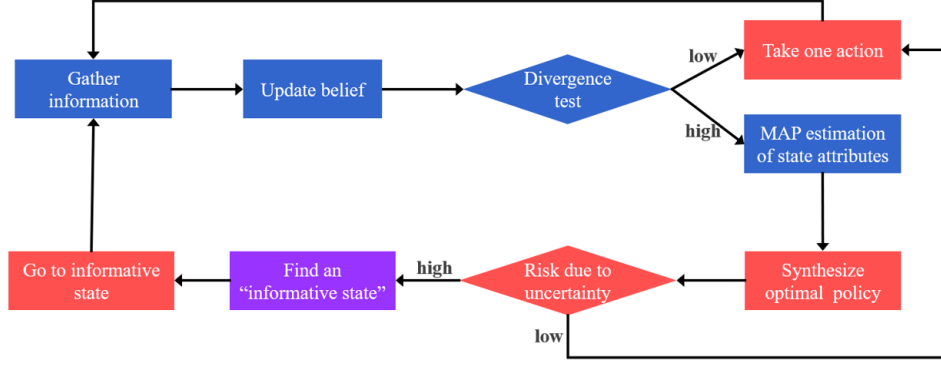 Gather
information
Update belief
Divergence
test
low
high
Take one action
MAP estimation
of state attributes
Synthesize
optimal policy
Risk due to
uncertainty
high
low
Find an
“informative state”
Go to informative
state